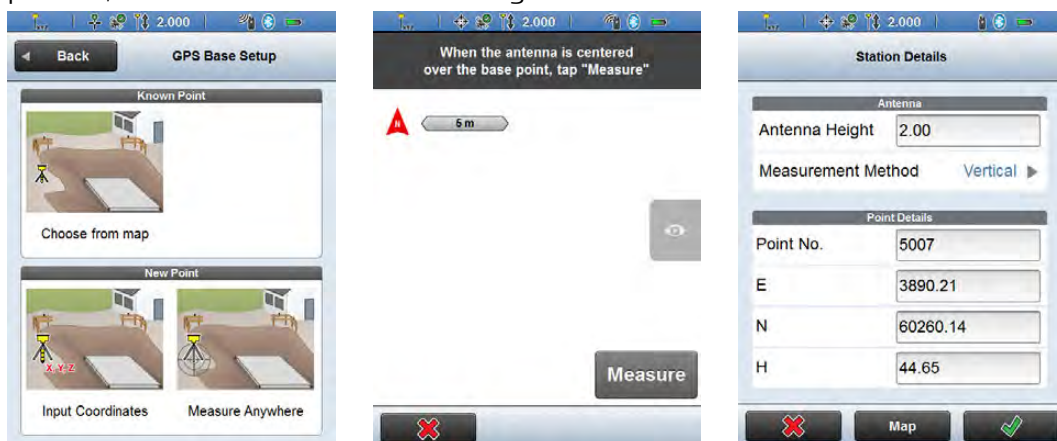 2.000
Back
GPS Base Setup
Known Point
Choose from map
New Point
X,Y,Z
Input Coordinates
Measure Anywhere
2.000
When the antenna is centered
over the base point, tap "Measure"
N
5 m
Measure
2.000
Station Details
Antenna
Antenna Height 2.00
Measurement Method Vertical
Point Details
Point No. 5007
E 3890.21
N 60260.14
H 44.65
Map